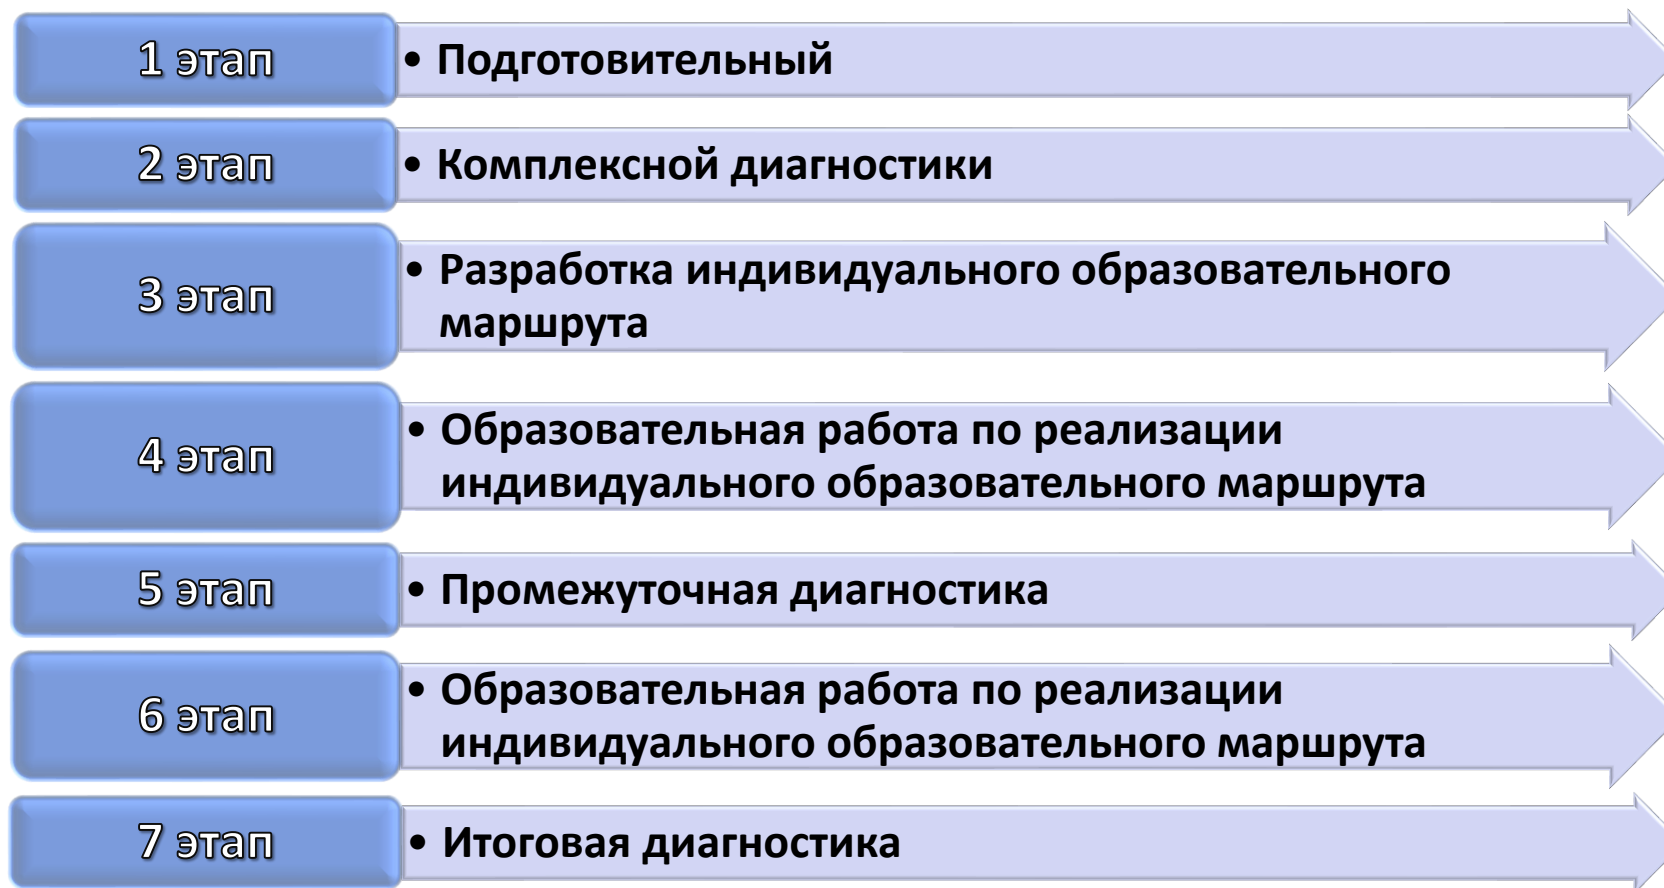 1 этап
• Подготовительный
2 этап
• Комплексной диагностики
3 этап
• Разработка индивидуального образовательного
маршрута
4 этап
• Образовательная работа по реализации
индивидуального образовательного маршрута
5 этап
• Промежуточная диагностика
6 этап
• Образовательная работа по реализации
индивидуального образовательного маршрута
7 этап
• Итоговая диагностика